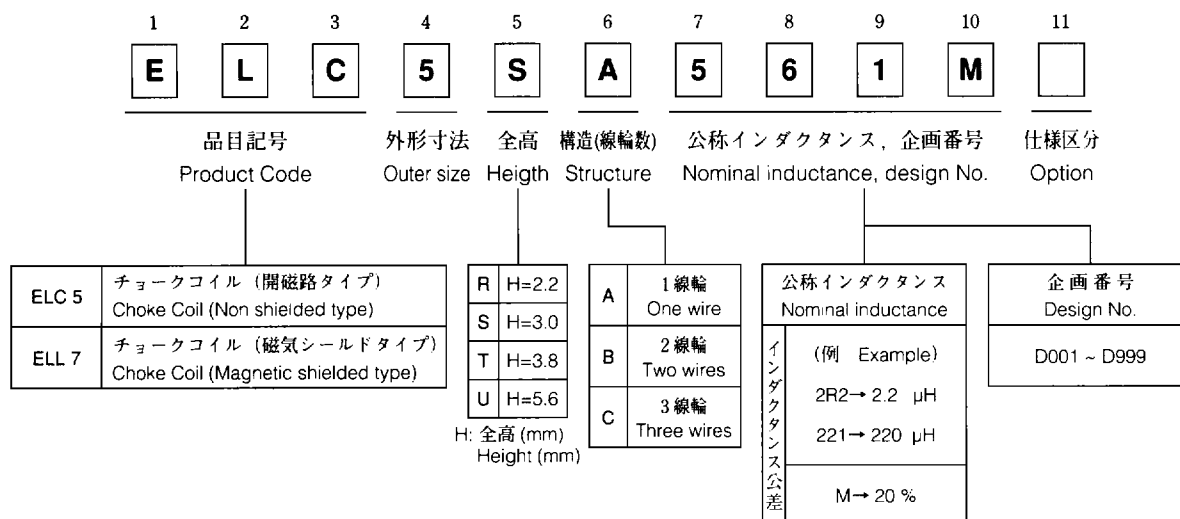 1 2 3 4 5 6 7 8 9 10 11
E L C 5 S A 5 6 1 M
品目記号 外形寸法 全高 構造(線輪数) 公称インダクタンス, 企画番号 仕様区分
Product Code Outer size Heigth Structure Nominal inductance, design No. Option
ELC 5
チョークコイル (開磁路タイプ)
Choke Coil (Non shielded type)
ELL 7
チョークコイル (磁気シールドタイプ)
Choke Coil (Magnetic shielded type)
R H=2.2
S H=3.0
T H=3.8
U H=5.6
H: 全高 (mm)
Height (mm)
A
1線輪
One wire
B
2線輪
Two wires
C
3線輪
Three wires
公称インダクタンス
Nominal inductance
インダクタンス公差
(例 Example)
2R2→ 2.2 μH
221→ 220 μH
M→ 20 %
企画番号
Design No.
D001 ~ D999